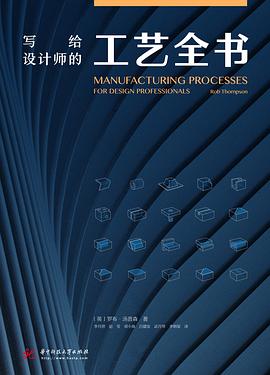 写给
设计师的
工艺全书
MANUFACTURING PROCESSES
FOR DESIGN PROFESSIONALS
Rob Thompson
[英] 罗布·汤普森 著
华中科技大学出版社